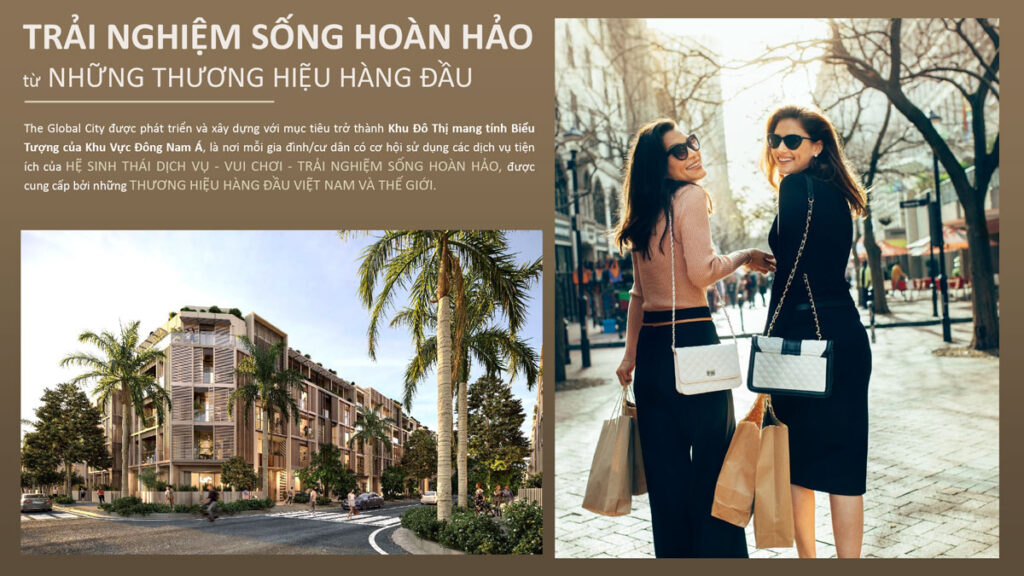 TRẢI NGHIỆM SỐNG HOÀN HẢO
từ NHỮNG THƯƠNG HIỆU HÀNG ĐẦU
The Global City được phát triển và xây dựng với mục tiêu trở thành Khu Đô Thị mang tính Biểu
Tượng của Khu Vực Đông Nam Á, là nơi mỗi gia đình/cư dân có cơ hội sử dụng các dịch vụ tiện
ích của HỆ SINH THÁI DỊCH VỤ - VUI CHƠI - TRẢI NGHIỆM SỐNG HOÀN HẢO, được
cung cấp bởi những THƯƠNG HIỆU HÀNG ĐẦU VIỆT NAM VÀ THẾ GIỚI.